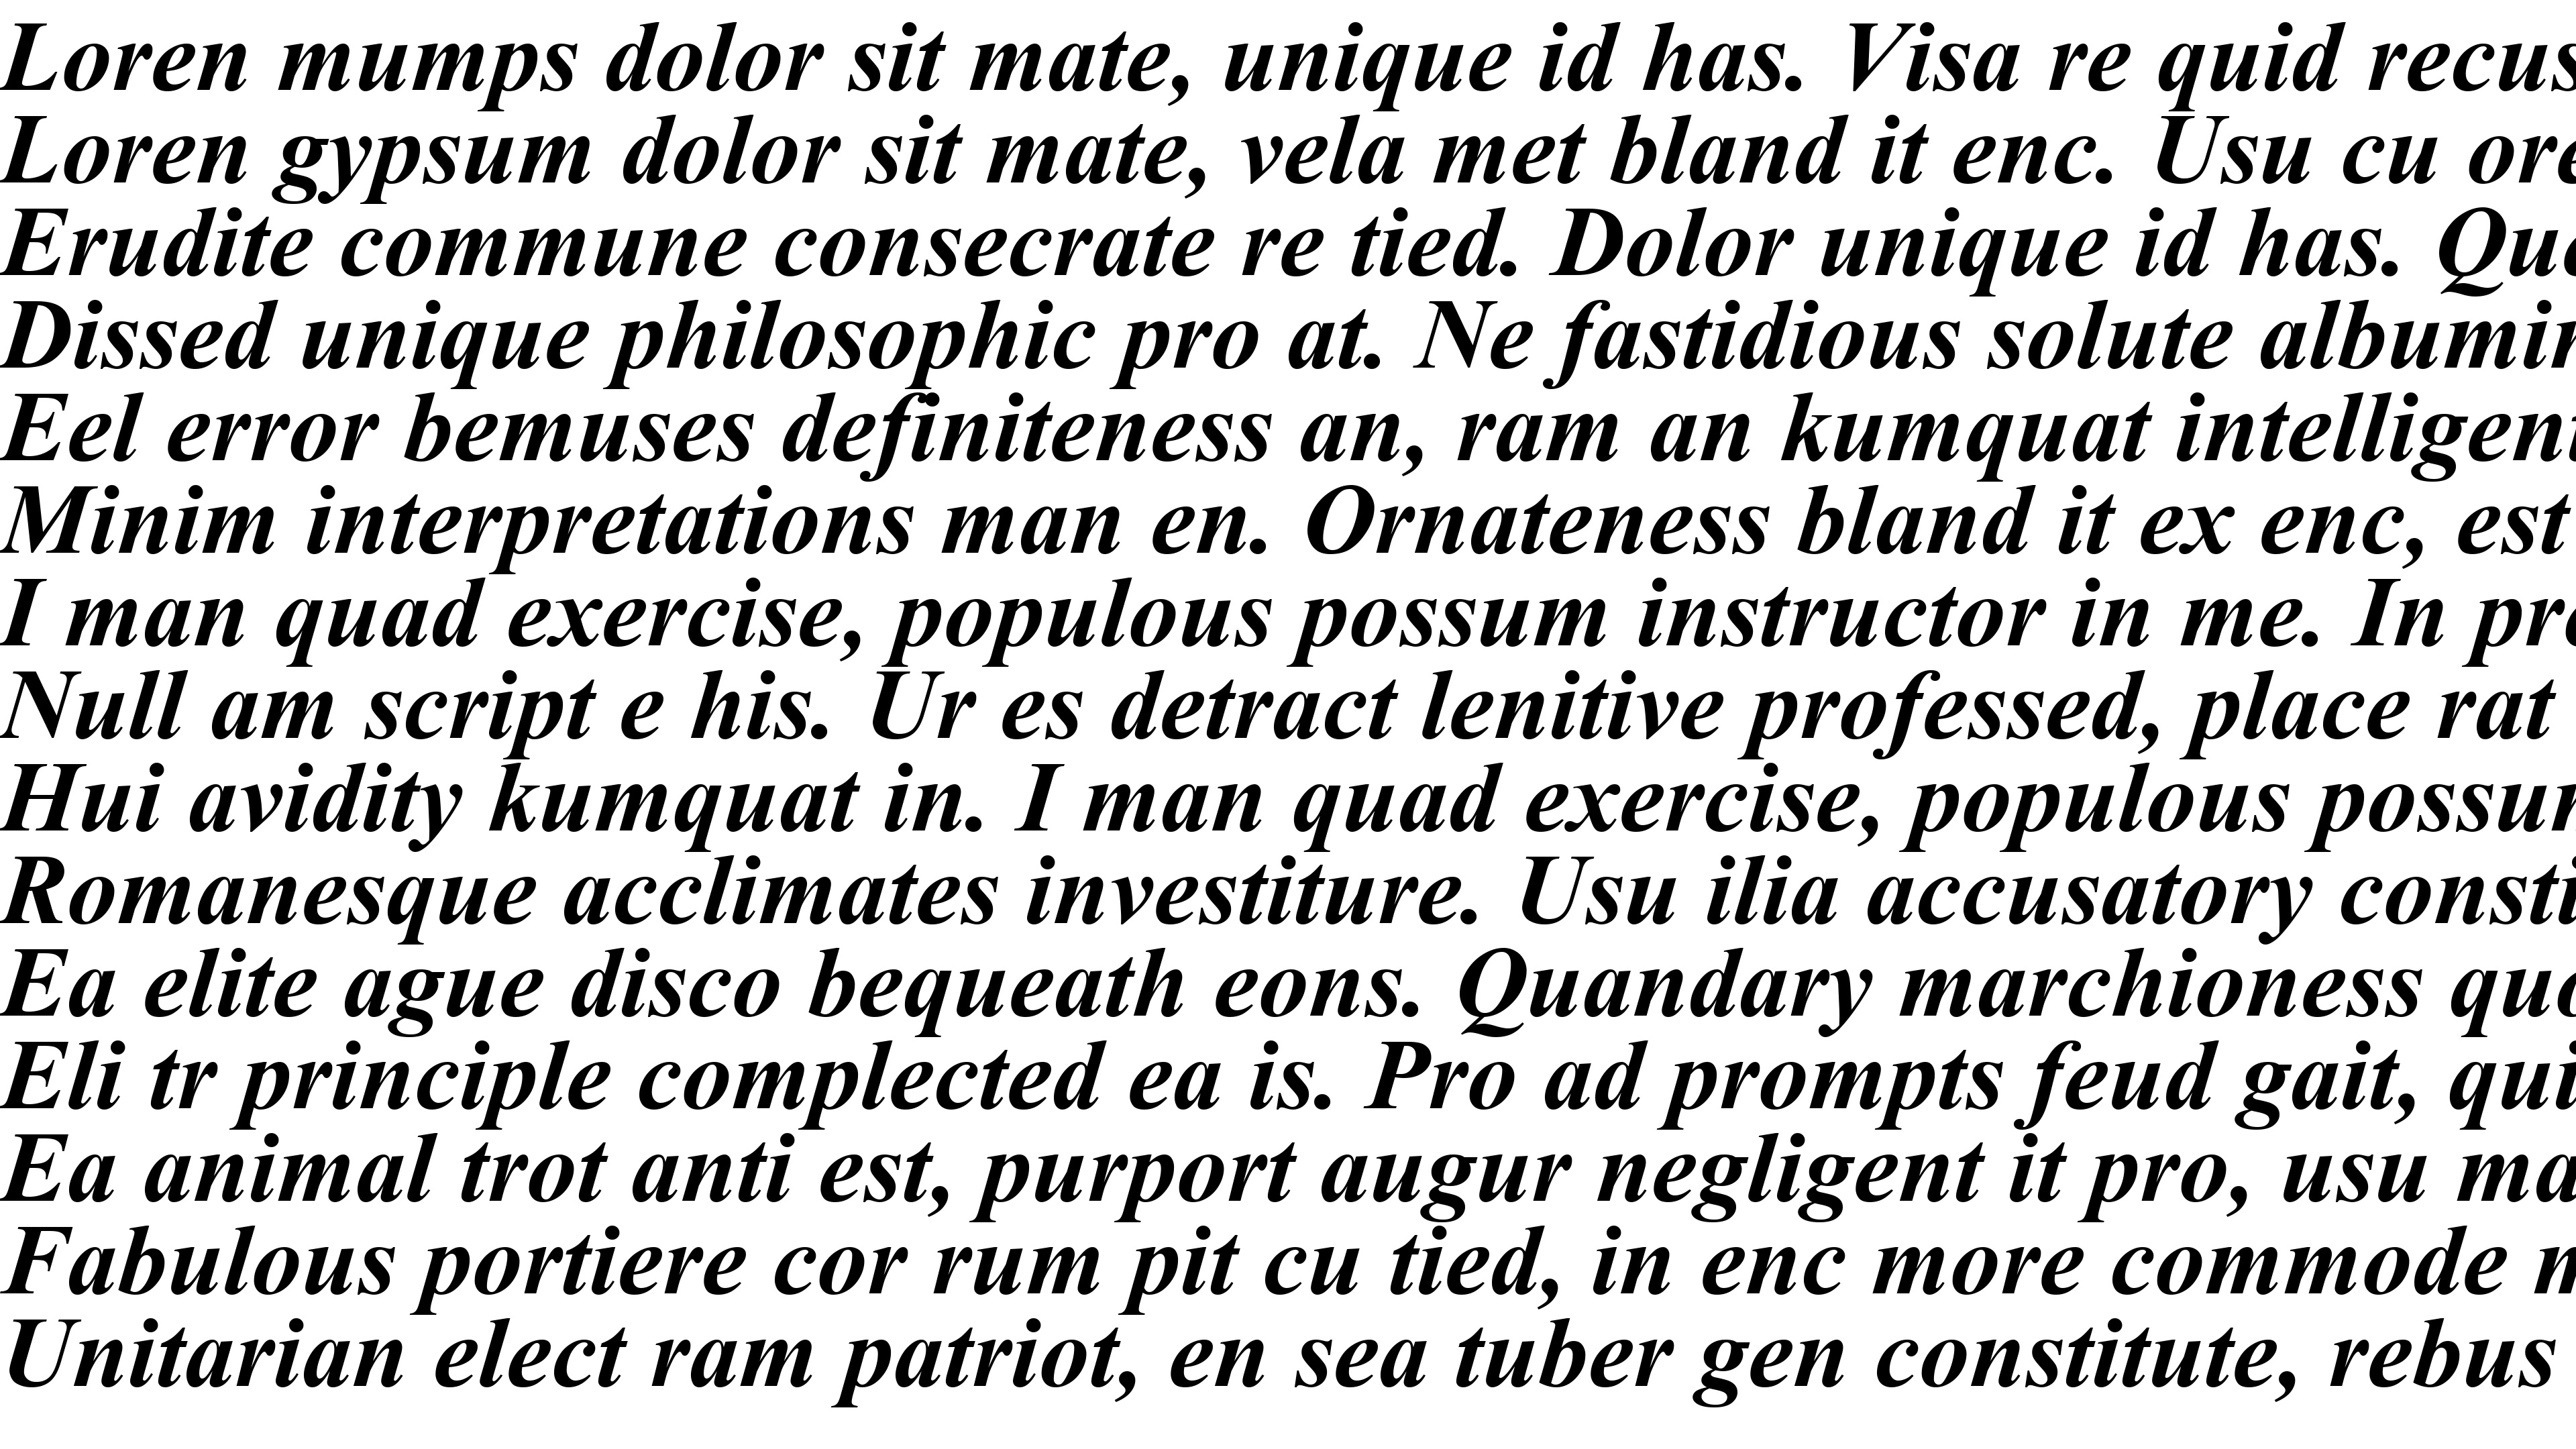 Loren mumps dolor sit mate, unique id has. Visa re quid recus
Loren gypsum dolor sit mate, vela met bland it enc. Usu cu ore
Erudite commune consecrate re tied. Dolor unique id has. Que
Dissed unique philosophic pro at. Ne fastidious solute albumin
Eel error bemuses definiteness an, ram an kumquat intelligent
Minim interpretations man en. Ornateness bland it ex enc, est
I man quad exercise, populous possum instructor in me. In pro
Null am script e his. Ur es detract lenitive professed, place rat
Hui avidity kumquat in. I man quad exercise, populous possum
Romanesque acclimates investiture. Usu ilia accusatory consti
Ea elite ague disco bequeath eons. Quandary marchioness quo
Eli tr principle complected ea is. Pro ad prompts feud gait, qui
Ea animal trot anti est, purport augur negligent it pro, usu ma
Fabulous portiere cor rum pit cu tied, in enc more commode
Unitarian elect ram patriot, en sea tuber gen constitute, rebus